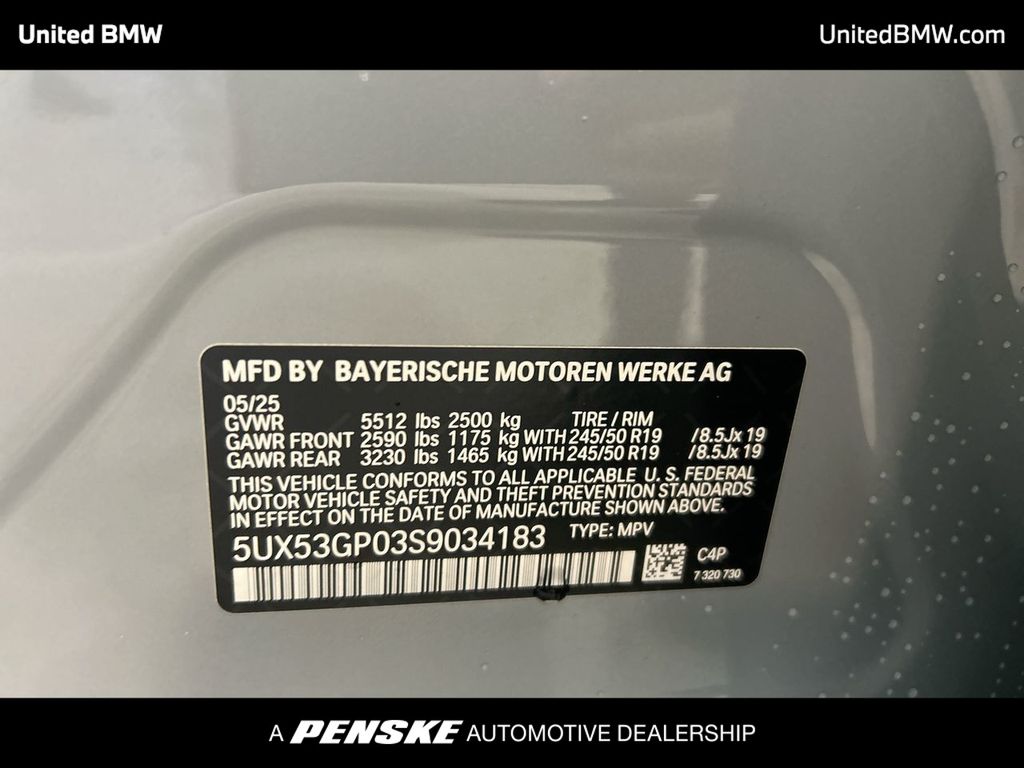 United BMW
UnitedBMW.com
MFD BY BAYERISCHE MOTOREN WERKE AG
05/25
GVWR 5512 lbs 2500 kg TIRE / RIM
GAWR FRONT 2590 lbs 1175 kg WITH 245/50 R19 /8.5Jx 19
GAWR REAR 3230 lbs 1465 kg WITH 245/50 R19 /8.5Jx 19
THIS VEHICLE CONFORMS TO ALL APPLICABLE U. S. FEDERAL
MOTOR VEHICLE SAFETY AND THEFT PREVENTION STANDARDS
IN EFFECT ON THE DATE OF MANUFACTURE SHOWN ABOVE.
5UX53GP03S9034183 TYPE: MPV
C4P
7 320 730
A PENSKE AUTOMOTIVE DEALERSHIP